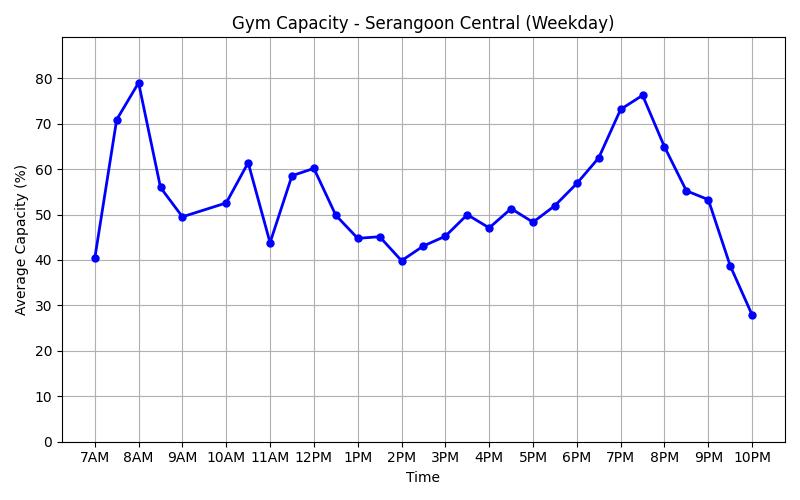 Gym Capacity - Serangoon Central (Weekday)
Average Capacity (%)
80
70
60
50
40
30
20
10
0
7AM 8AM 9AM 10AM 11AM 12PM 1PM 2PM 3PM 4PM 5PM 6PM 7PM 8PM 9PM 10PM
Time